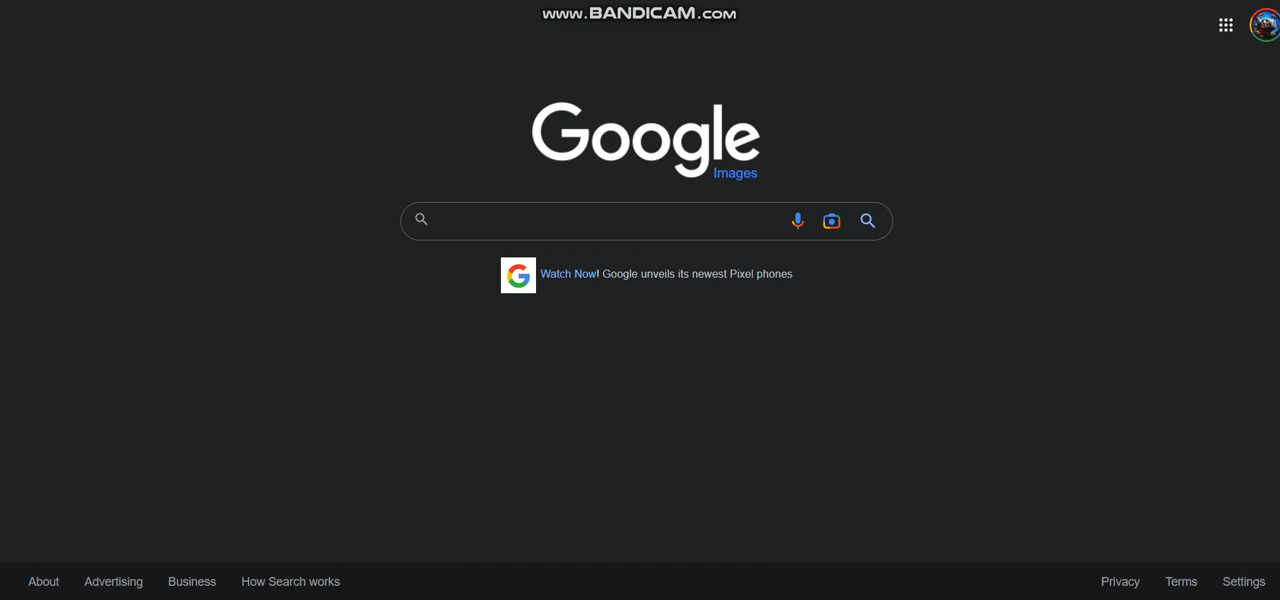 www.BANDICAM.com
Google
Images
Watch Now! Google unveils its newest Pixel phones
About Advertising Business How Search works Privacy Terms Settings